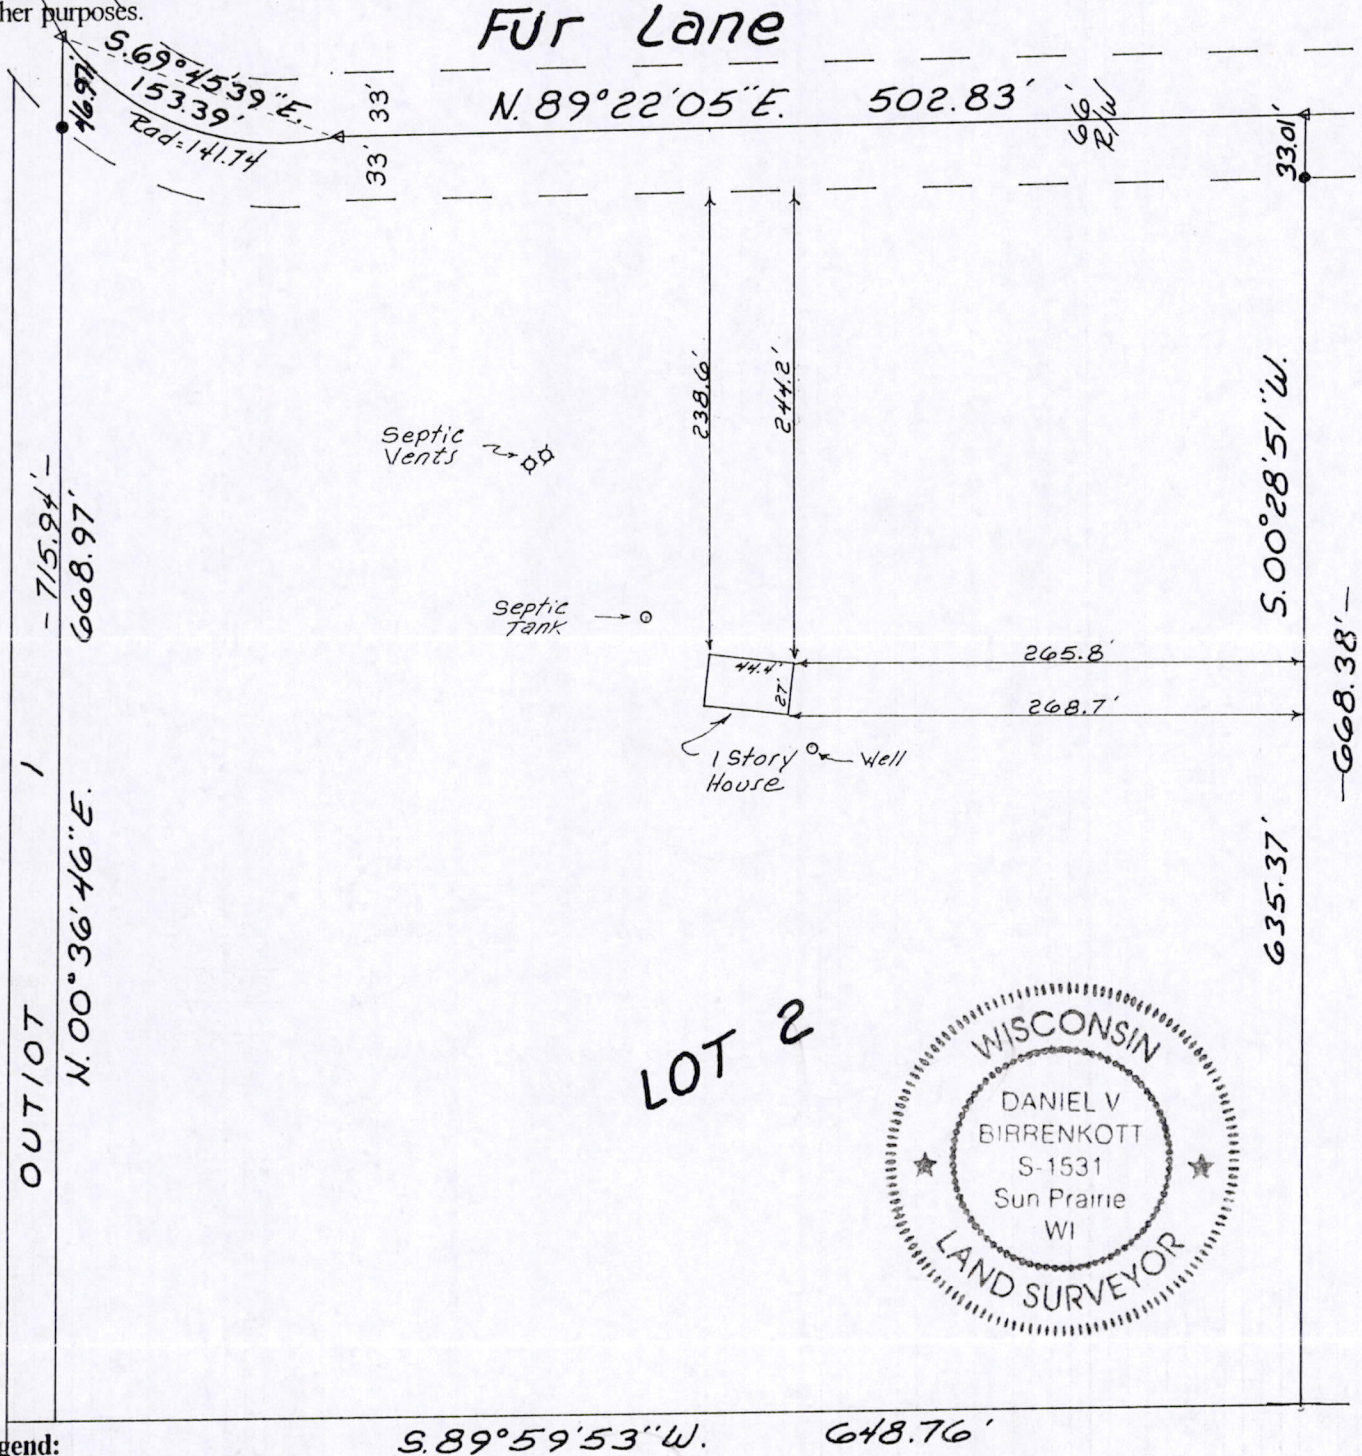 her purposes.
Fur Lane
S.69°45'39"E.
153.39'
Rad=141.74
46.97'
33'
33'
N.89°22'05"E. 502.83'
66'
R/W
33.01'
238.6'
244.2'
Septic
Vents
Septic
Tank
44.4'
27'
265.8'
268.7'
1 Story
House
Well
-715.94'-
668.97'
N.00°36'46"E.
OUTLOT 1
S.00°28'51"W.
-668.38'-
635.37'
LOT 2
WISCONSIN
DANIEL V
BIRRENKOTT
S-1531
Sun Prairie
WI
LAND SURVEYOR
S.89°59'53"W. 648.76'
gend: